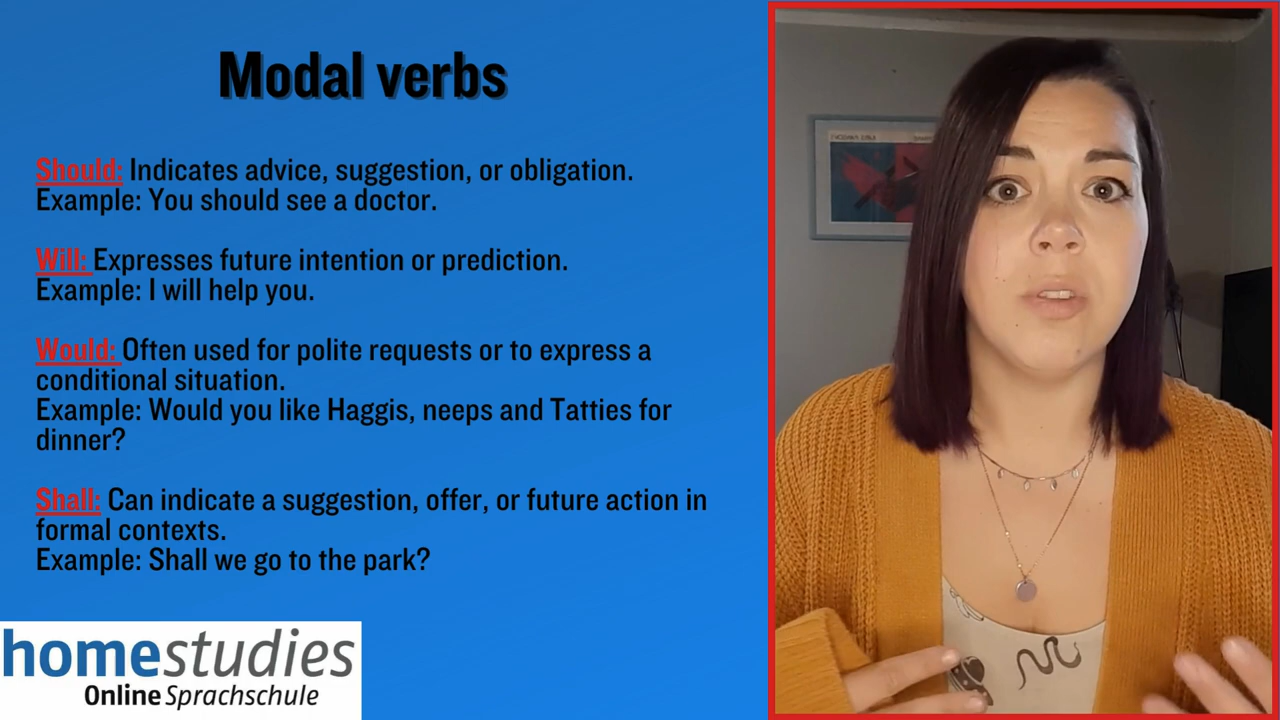 Modal verbs
Should: Indicates advice, suggestion, or obligation.
Example: You should see a doctor.
Will: Expresses future intention or prediction.
Example: I will help you.
Would: Often used for polite requests or to express a
conditional situation.
Example: Would you like Haggis, neeps and Tatties for
dinner?
Shall: Can indicate a suggestion, offer, or future action in
formal contexts.
Example: Shall we go to the park?
homestudies
Online Sprachschule